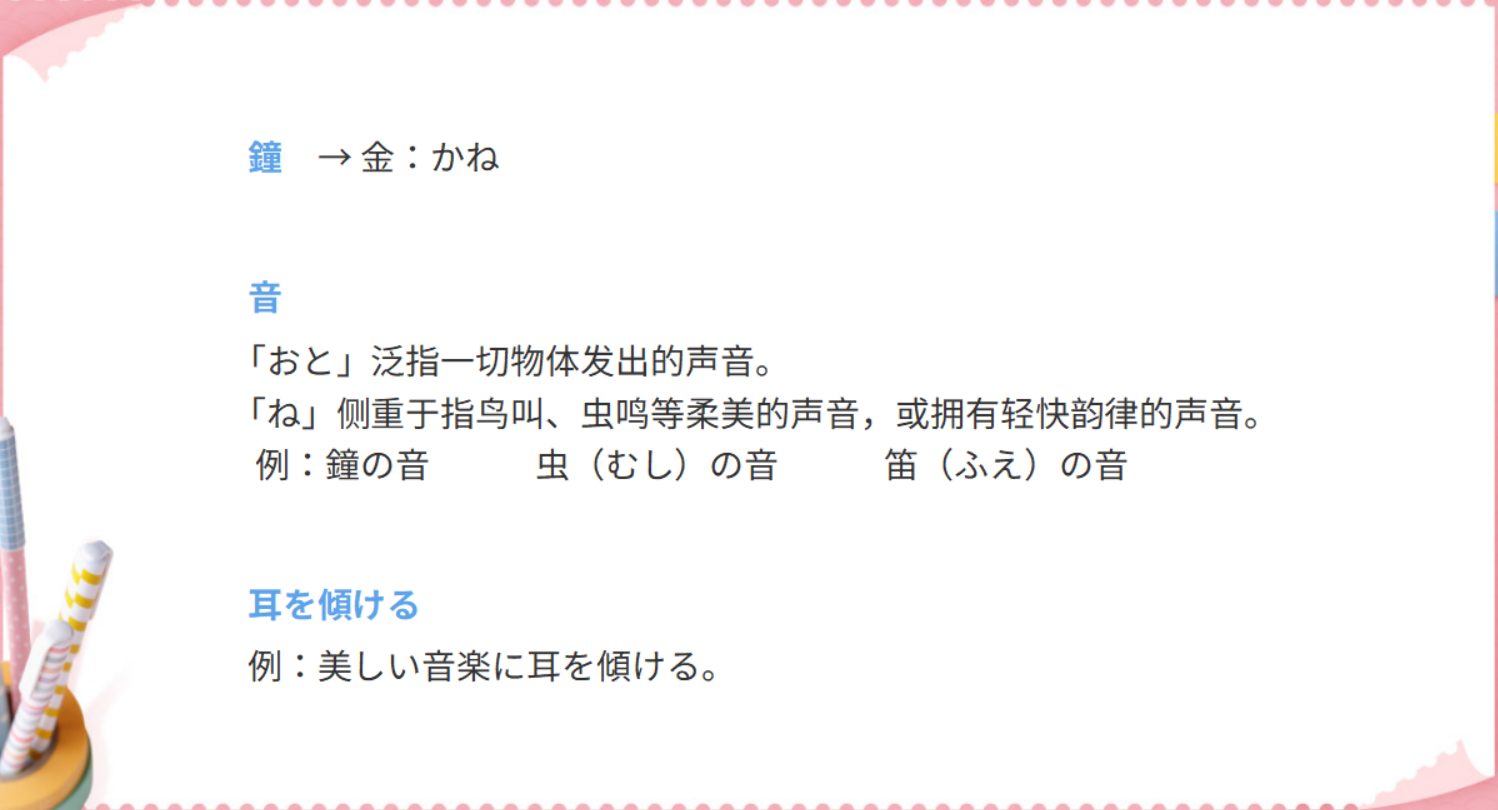 鐘　→ 金：かね
音
「おと」泛指一切物体发出的声音。
「ね」侧重于指鸟叫、虫鸣等柔美的声音，或拥有轻快韵律的声音。
例：鐘の音　　　虫（むし）の音　　　笛（ふえ）の音
耳を傾ける
例：美しい音楽に耳を傾ける。